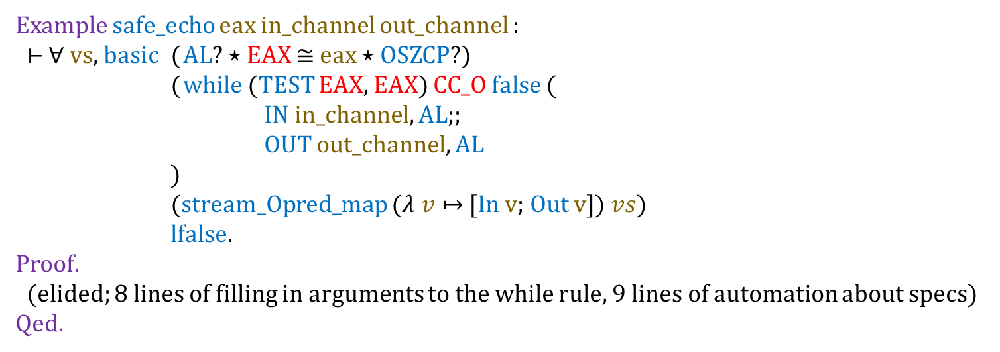 Example safe_echo eax in_channel out_channel :
⊢ ∀ vs, basic (AL? ⋆ EAX ≅ eax ⋆ OSZCP?)
(while (TEST EAX, EAX) CC_O false (
IN in_channel, AL;;
OUT out_channel, AL
)
(stream_Opred_map (λ v ↦ [In v; Out v]) vs)
lfalse.
Proof.
(elided; 8 lines of filling in arguments to the while rule, 9 lines of automation about specs)
Qed.